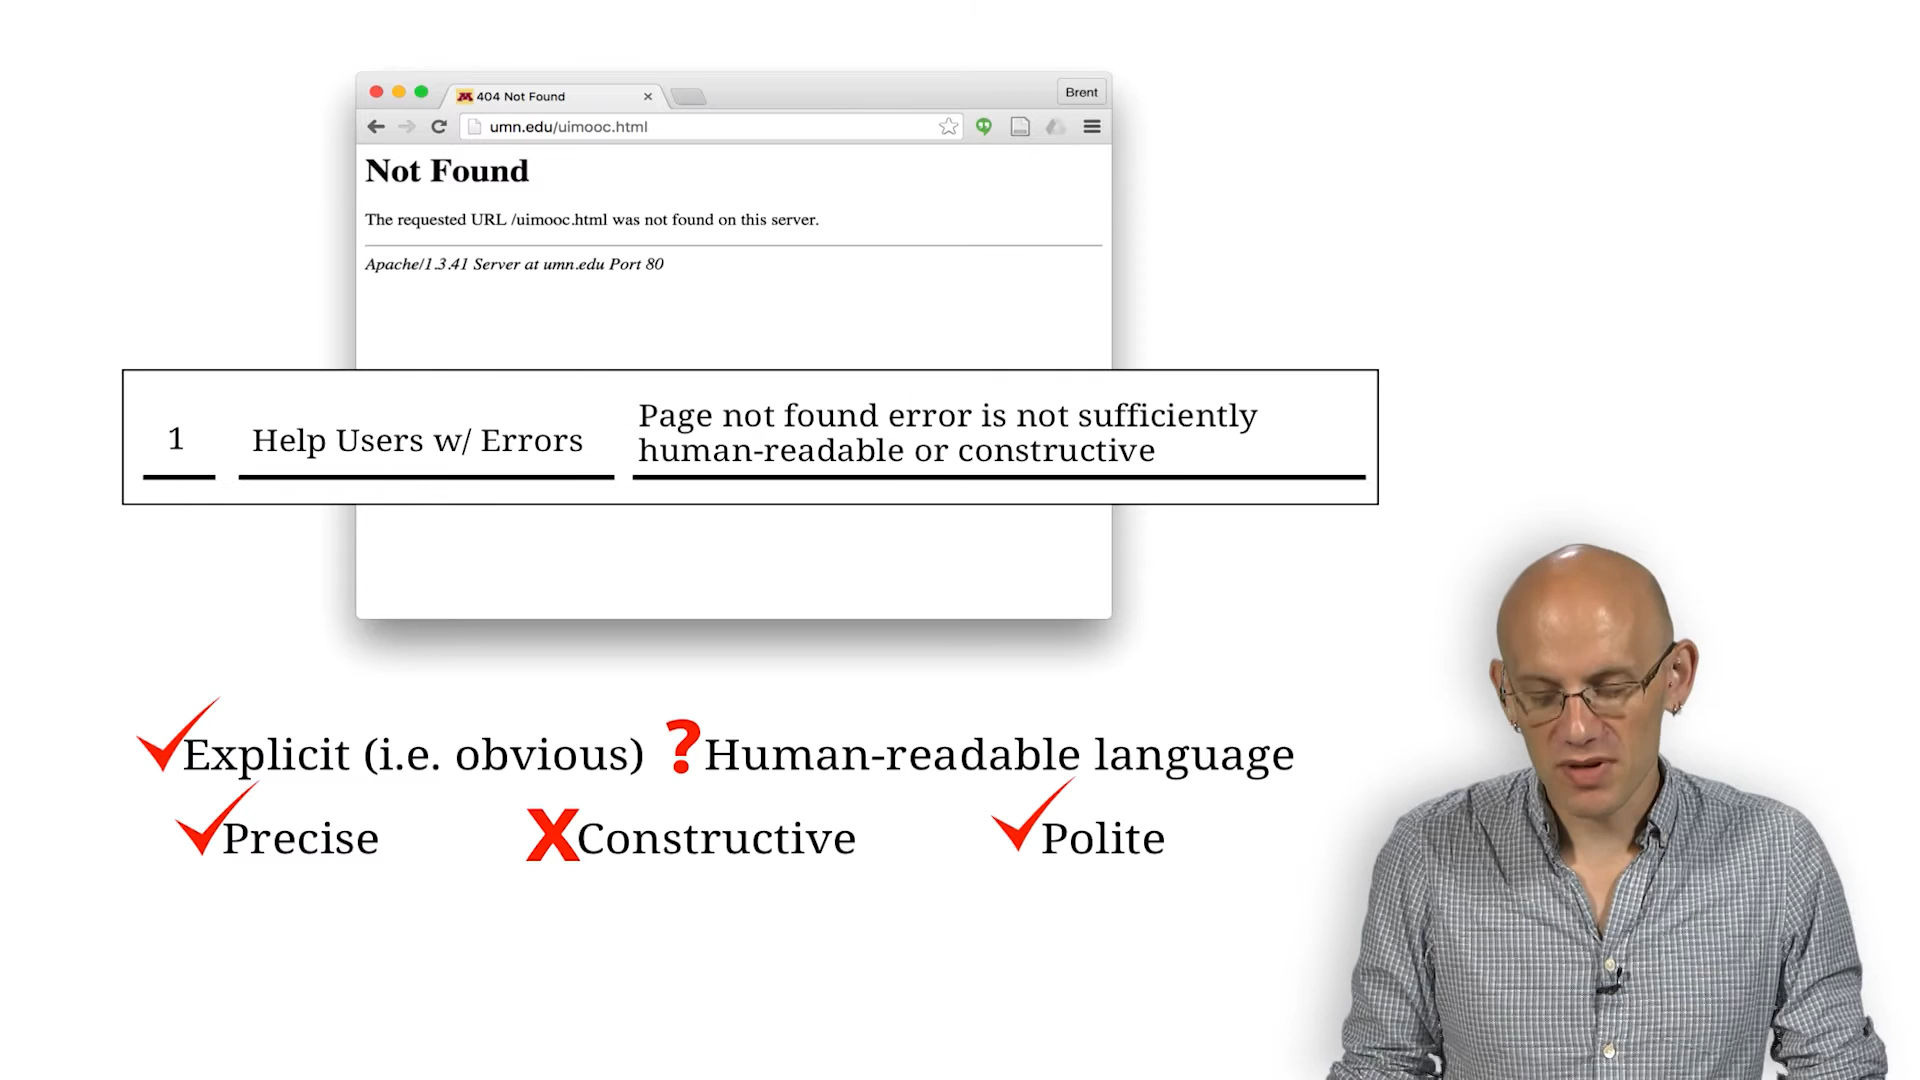 404 Not Found
Brent
umn.edu/uimooc.html
Not Found
The requested URL /uimooc.html was not found on this server.
Apache/1.3.41 Server at umn.edu Port 80
1
Help Users w/ Errors
Page not found error is not sufficiently
human-readable or constructive
Explicit (i.e. obvious)
?Human-readable language
Precise
XConstructive
Polite